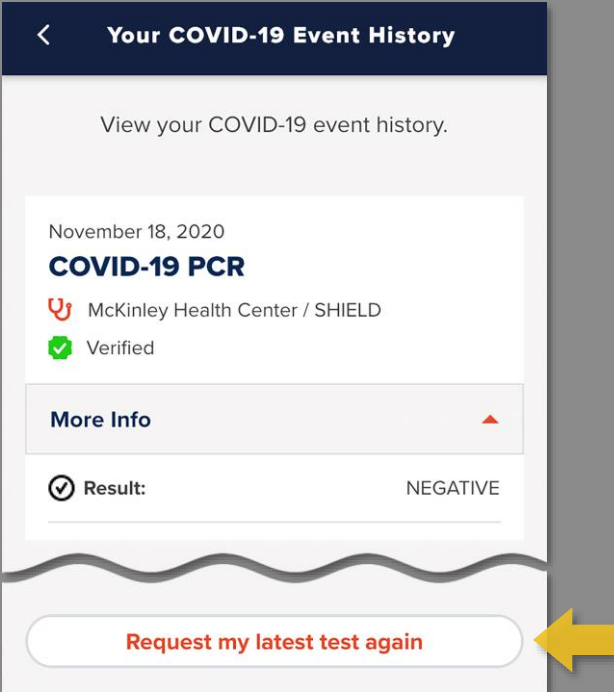 Your COVID-19 Event History
View your COVID-19 event history.
November 18, 2020
COVID-19 PCR
McKinley Health Center / SHIELD
Verified
More Info
Result: NEGATIVE
Request my latest test again